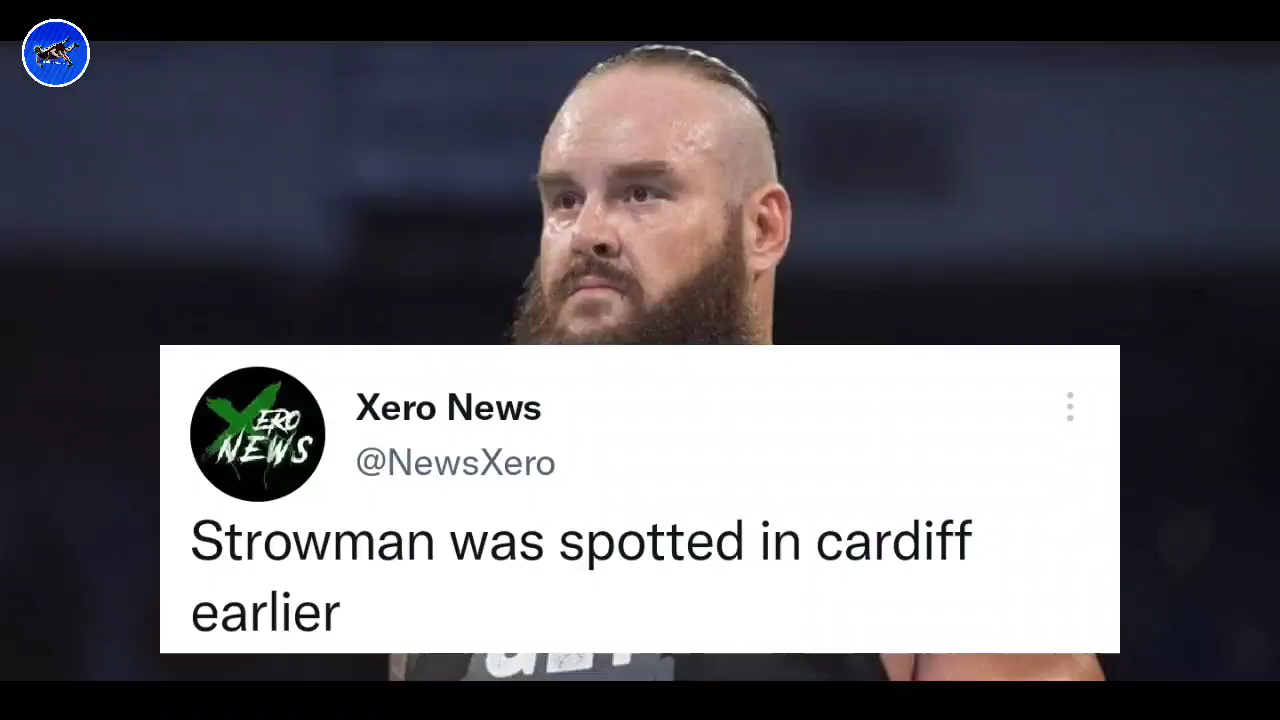 XERO
NEWS
Xero News
@NewsXero
Strowman was spotted in cardiff
earlier